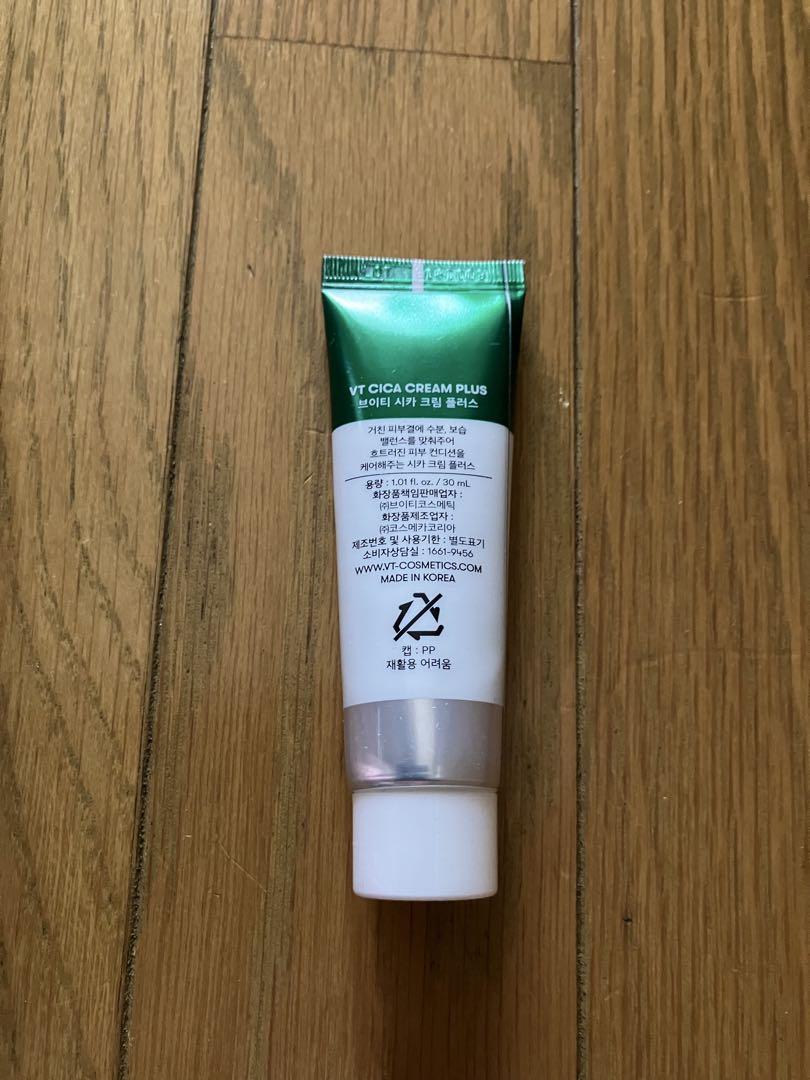 VT CICA CREAM PLUS
브이티 시카 크림 플러스
거친 피부결에 수분, 보습
밸런스를 맞춰주어
흐트러진 피부 컨디션을
케어해주는 시카 크림 플러스
용량 : 1.01 fl. oz. / 30 mL
화장품책임판매업자 :
㈜브이티코스메틱
화장품제조업자 :
㈜코스메카코리아
제조번호 및 사용기한 : 별도표기
소비자상담실 : 1661-9456
WWW.VT-COSMETICS.COM
MADE IN KOREA
캡 : PP
재활용 어려움